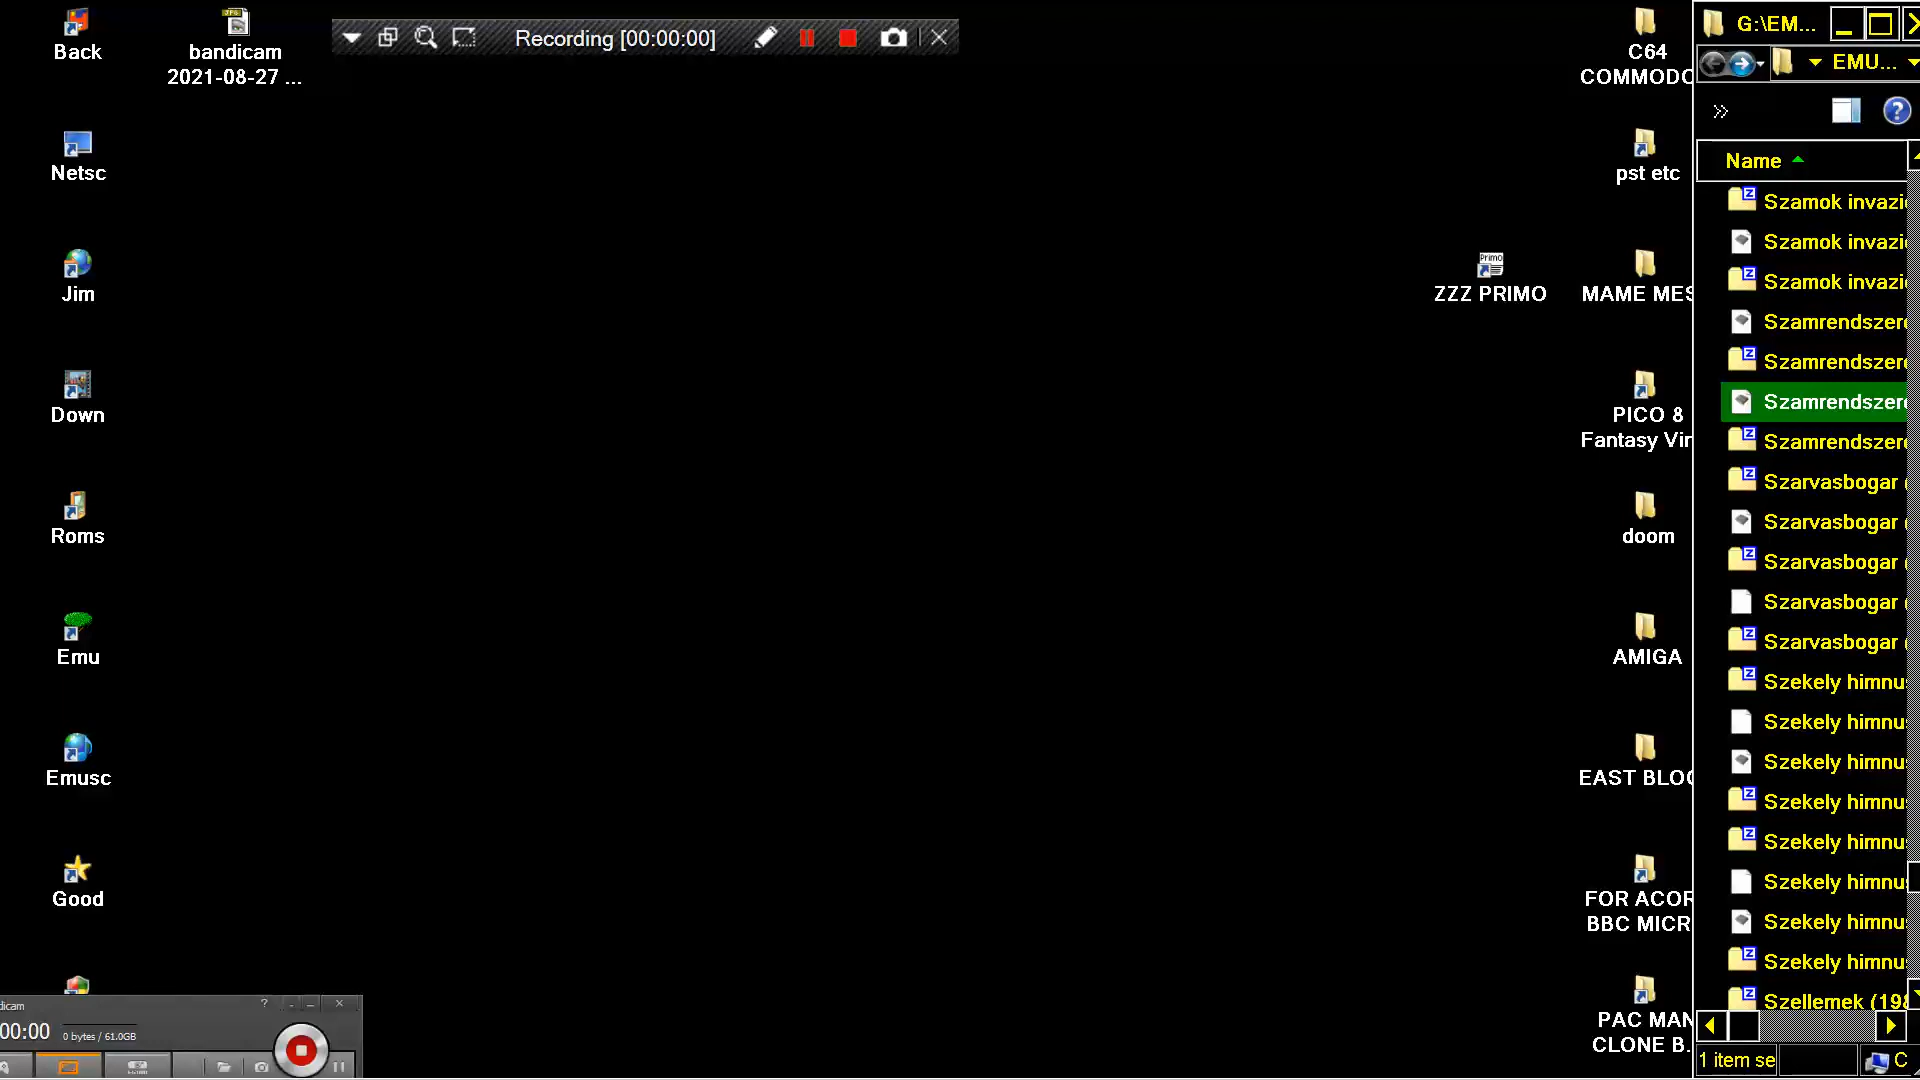 Back
bandicam
2021-08-27 ...
Recording [00:00:00]
Netsc
Jim
Down
Roms
Emu
Emusc
Good
C64
COMMODO
pst etc
Primo
ZZZ PRIMO
MAME MES
PICO 8
Fantasy Vir
doom
AMIGA
EAST BLOC
FOR ACOR
BBC MICR
PAC MAN
CLONE B.
G:\EM...
EMU...
Name
Szamok invazi
Szamok invazi
Szamok invazi
Szamrendszer
Szamrendszer
Szamrendszer
Szamrendszer
Szarvasbogar (
Szarvasbogar (
Szarvasbogar (
Szarvasbogar (
Szarvasbogar (
Szekely himnu
Szekely himnu
Szekely himnu
Szekely himnu
Szekely himnu
Szekely himnu
Szekely himnu
Szekely himnu
Szellemek (198
1 item se
C
dicam
00:00
0 bytes / 61.0GB